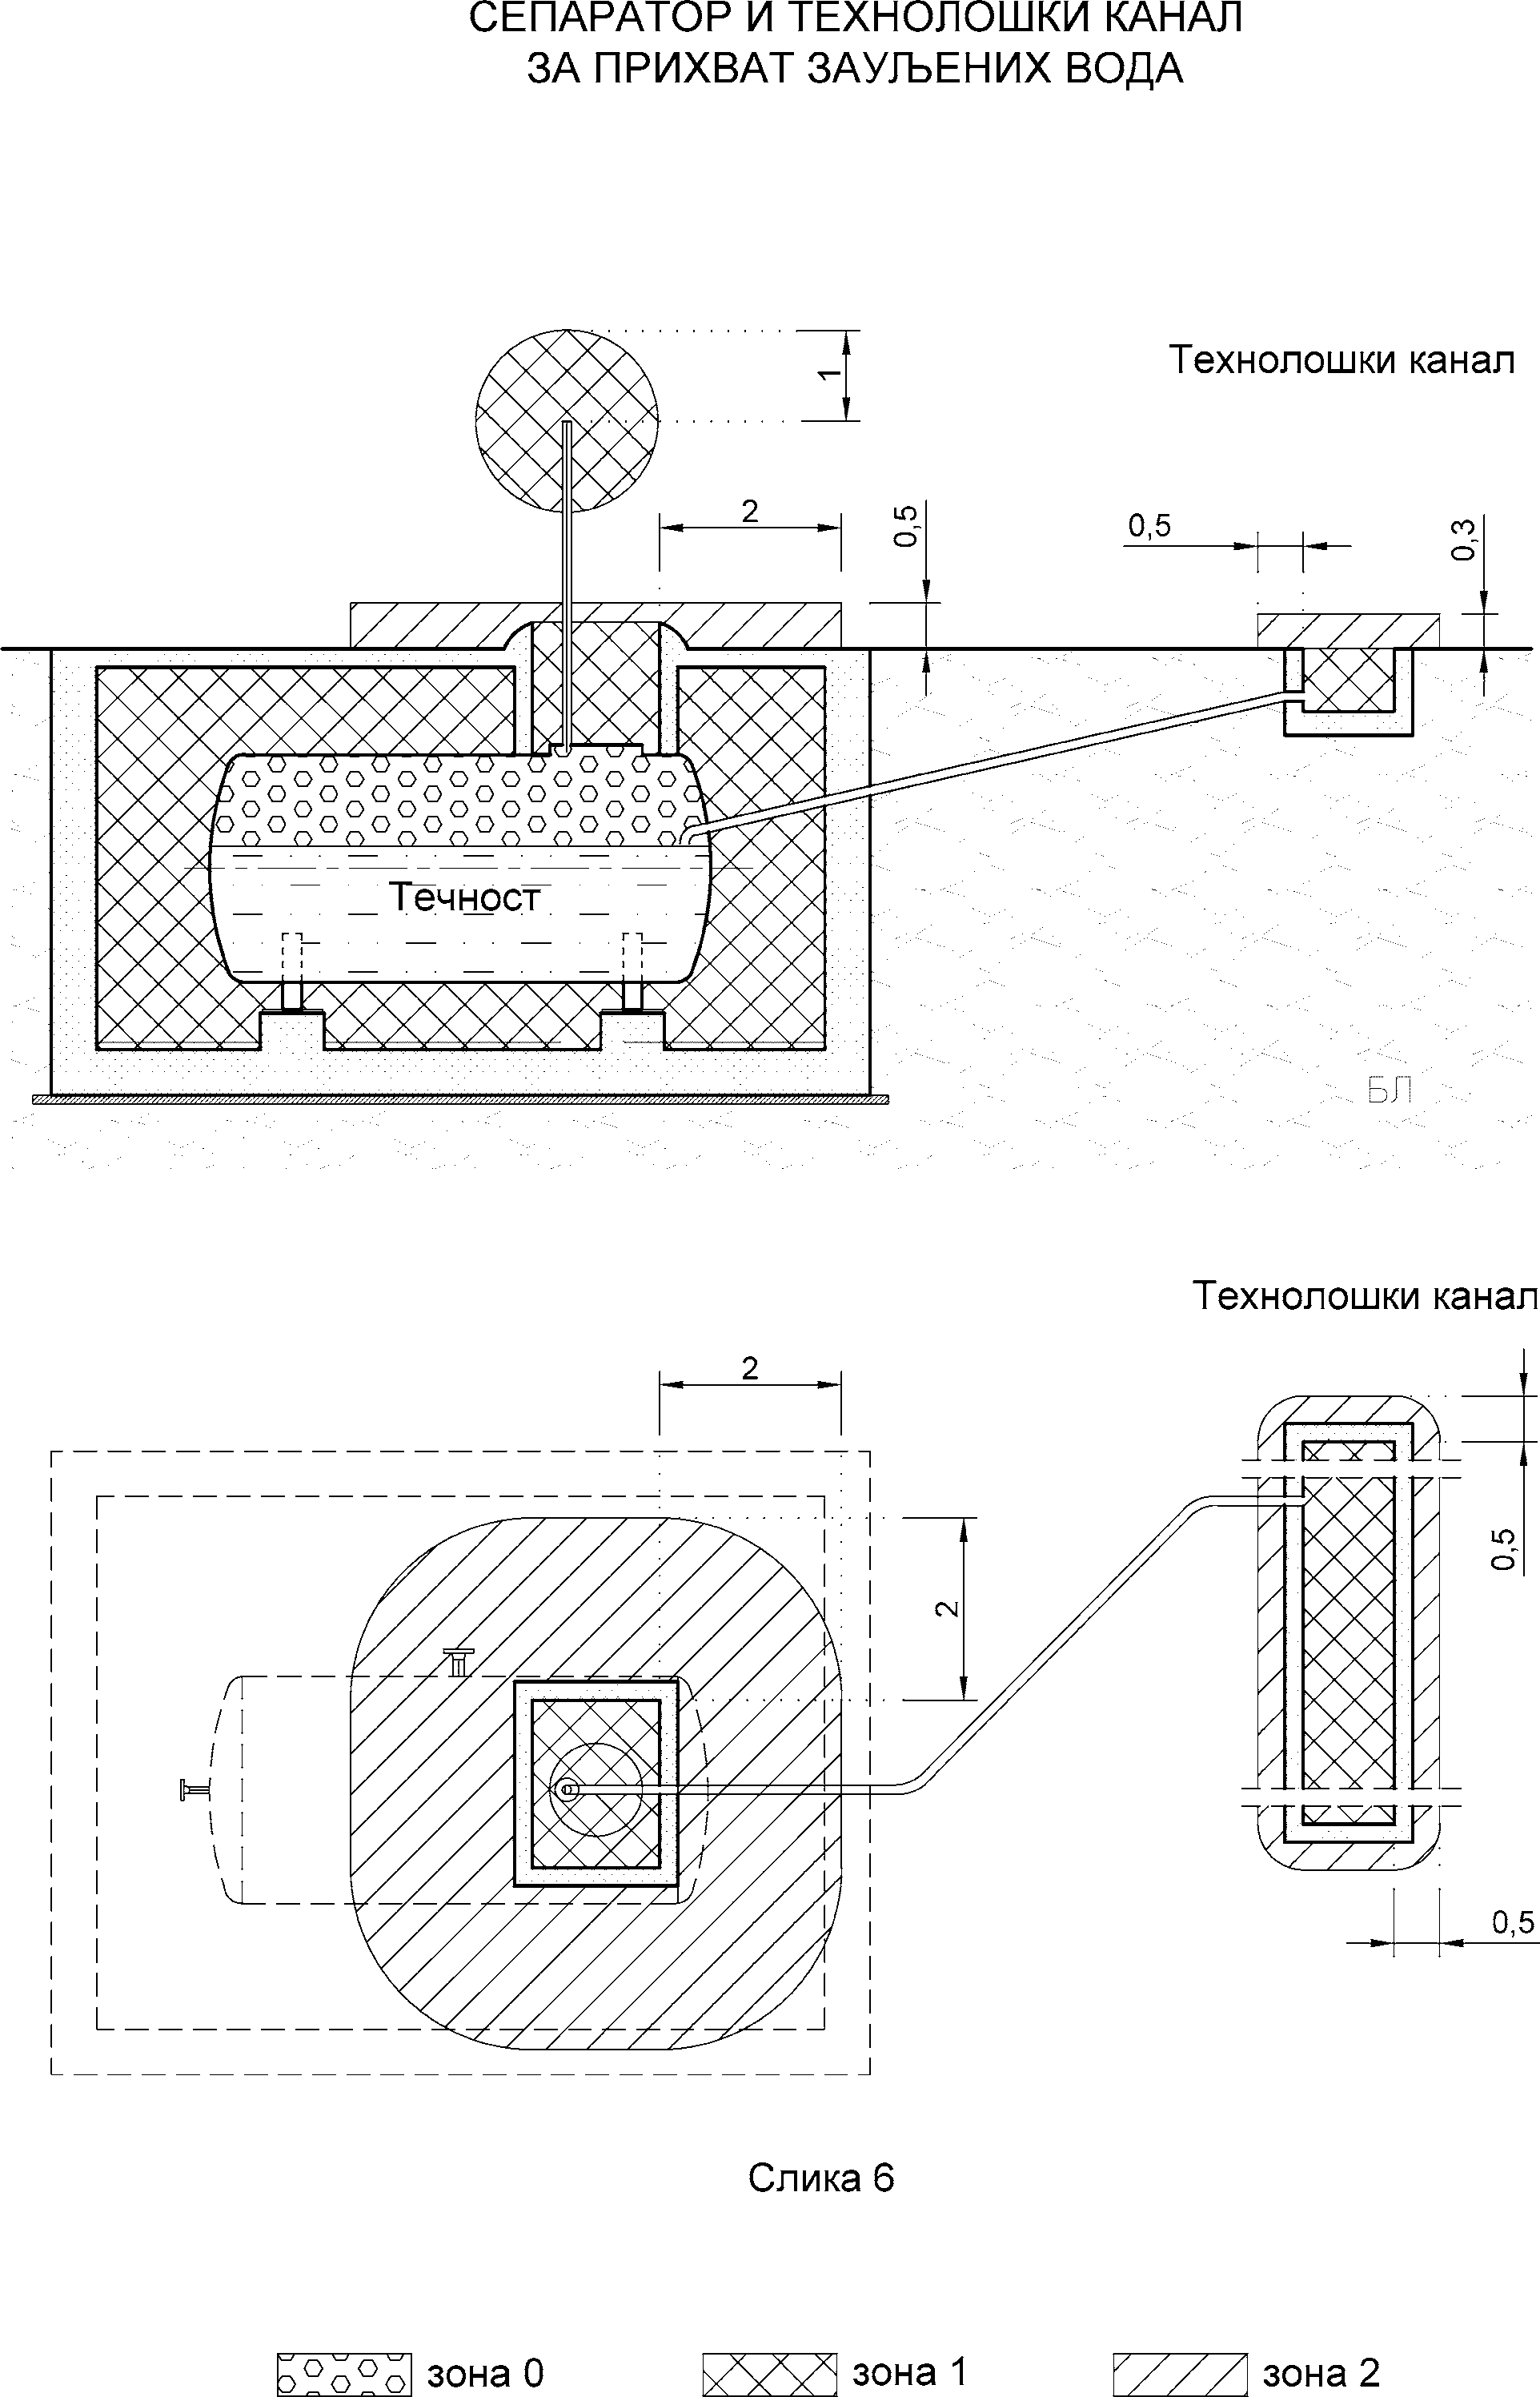 СЕПАРАТОР И ТЕХНОЛОШКИ КАНАЛ
ЗА ПРИХВАТ ЗАУЉЕНИХ ВОДА
Технолошки канал
1
2
0,5
0,5
0,3
Течност
БЛ
Технолошки канал
2
2
0,5
0,5
Слика 6
зона 0
зона 1
зона 2